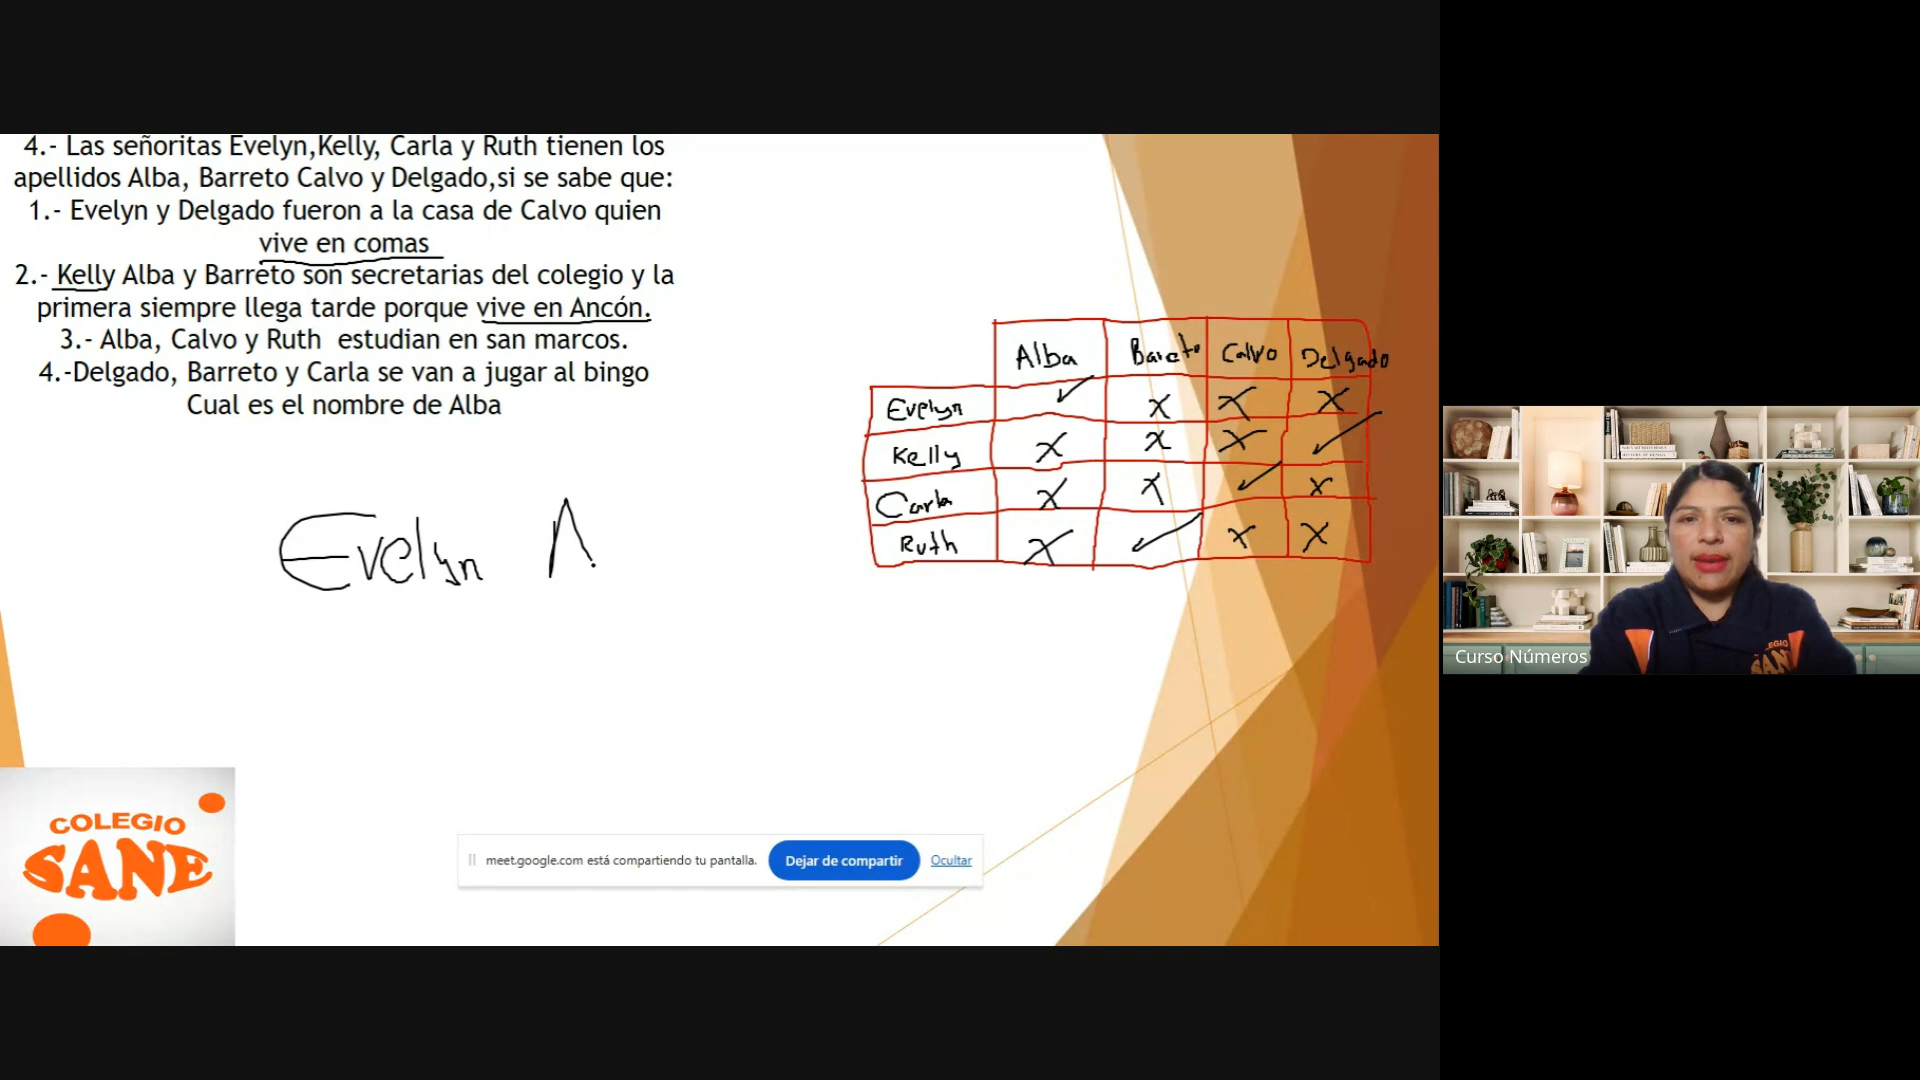 4.- Las señoritas Evelyn,Kelly, Carla y Ruth tienen los
apellidos Alba, Barreto Calvo y Delgado,si se sabe que:
1.- Evelyn y Delgado fueron a la casa de Calvo quien
vive en comas
2.- Kelly Alba y Barreto son secretarias del colegio y la
primera siempre llega tarde porque vive en Ancón.
3.- Alba, Calvo y Ruth estudian en san marcos.
4.-Delgado, Barreto y Carla se van a jugar al bingo
Cual es el nombre de Alba
Alba Bareto Calvo Delgado
Evelyn ✓ X X X
Kelly X X X ✓
Carla X X ✓ X
Ruth X ✓ X X
Evelyn A
COLEGIO
SANE
meet.google.com está compartiendo tu pantalla. Dejar de compartir Ocultar
Curso Números